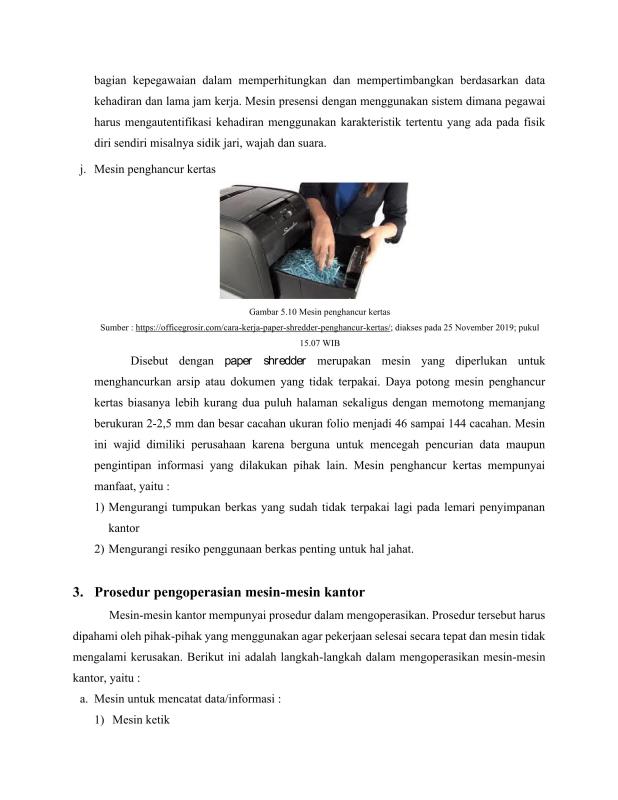 bagian kepegawaian dalam memperhitungkan dan mempertimbangkan berdasarkan data
kehadiran dan lama jam kerja. Mesin presensi dengan menggunakan sistem dimana pegawai
harus mengautentifikasi kehadiran menggunakan karakteristik tertentu yang ada pada fisik
diri sendiri misalnya sidik jari, wajah dan suara.
j. Mesin penghancur kertas
Gambar 5.10 Mesin penghancur kertas
Sumber : https://officegrosir.com/cara-kerja-paper-shredder-penghancur-kertas/; diakses pada 25 November 2019; pukul
15.07 WIB
Disebut dengan paper shredder merupakan mesin yang diperlukan untuk
menghancurkan arsip atau dokumen yang tidak terpakai. Daya potong mesin penghancur
kertas biasanya lebih kurang dua puluh halaman sekaligus dengan memotong memanjang
berukuran 2-2,5 mm dan besar cacahan ukuran folio menjadi 46 sampai 144 cacahan. Mesin
ini wajid dimiliki perusahaan karena berguna untuk mencegah pencurian data maupun
pengintipan informasi yang dilakukan pihak lain. Mesin penghancur kertas mempunyai
manfaat, yaitu :
1) Mengurangi tumpukan berkas yang sudah tidak terpakai lagi pada lemari penyimpanan
kantor
2) Mengurangi resiko penggunaan berkas penting untuk hal jahat.
3. Prosedur pengoperasian mesin-mesin kantor
Mesin-mesin kantor mempunyai prosedur dalam mengoperasikan. Prosedur tersebut harus
dipahami oleh pihak-pihak yang menggunakan agar pekerjaan selesai secara tepat dan mesin tidak
mengalami kerusakan. Berikut ini adalah langkah-langkah dalam mengoperasikan mesin-mesin
kantor, yaitu :
a. Mesin untuk mencatat data/informasi :
1) Mesin ketik